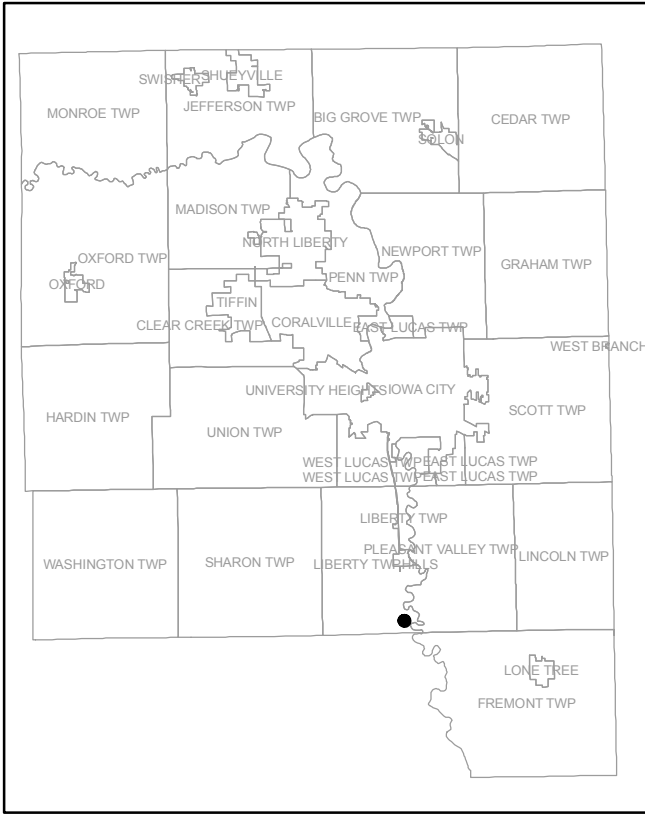 SWISHER
SHUEYVILLE
MONROE TWP
JEFFERSON TWP
BIG GROVE TWP
CEDAR TWP
SOLON
MADISON TWP
NORTH LIBERTY
NEWPORT TWP
OXFORD TWP
GRAHAM TWP
PENN TWP
OXFORD
TIFFIN
CLEAR CREEK TWP
CORALVILLE
EAST LUCAS TWP
WEST BRANCH
UNIVERSITY HEIGHTS
IOWA CITY
HARDIN TWP
SCOTT TWP
UNION TWP
WEST LUCAS TWP
EAST LUCAS TWP
WEST LUCAS TWP
EAST LUCAS TWP
LIBERTY TWP
PLEASANT VALLEY TWP
WASHINGTON TWP
SHARON TWP
LIBERTY TWP
HILLS
LINCOLN TWP
LONE TREE
FREMONT TWP